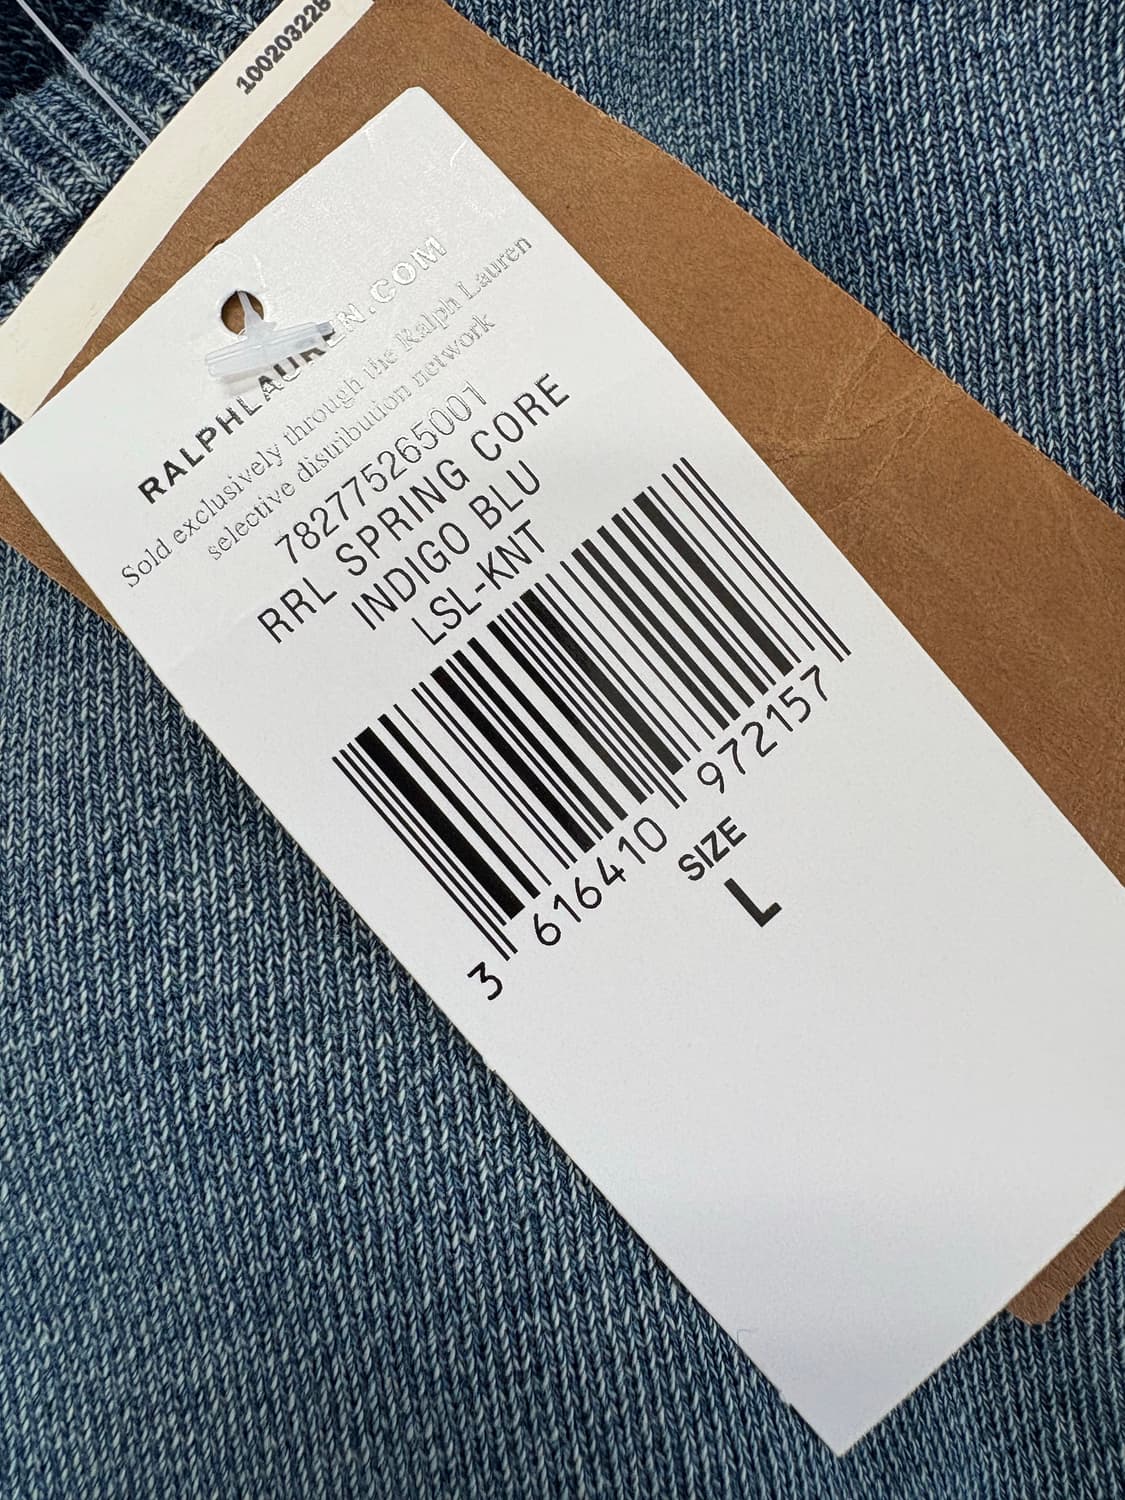 100203228
RALPHLAUREN.COM
Sold exclusively through the Ralph Lauren
selective distribution network
782775265001
RRL SPRING CORE
INDIGO BLU
LSL-KNT
3 616410 972157
SIZE
L